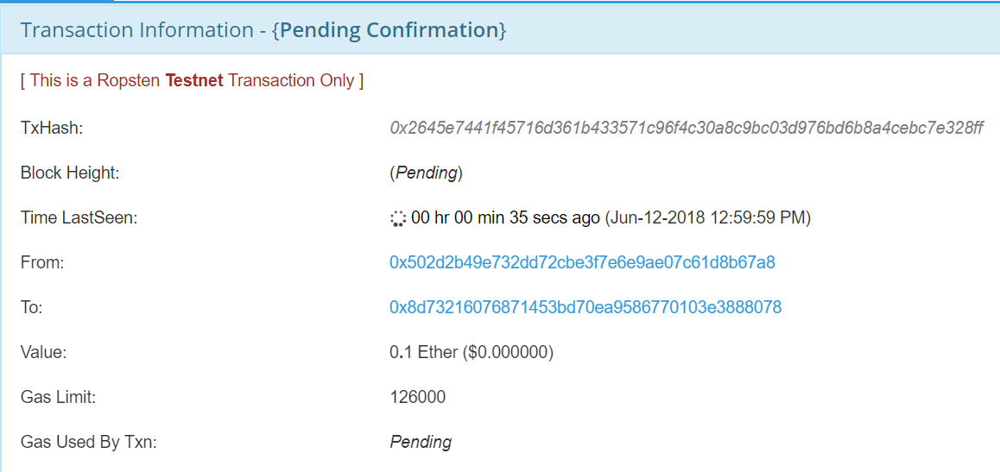 Transaction Information - {Pending Confirmation}
[ This is a Ropsten Testnet Transaction Only ]
TxHash: 0x2645e7441f45716d361b433571c96f4c30a8c9bc03d976bd6b8a4cebc7e328ff
Block Height: (Pending)
Time LastSeen: 00 hr 00 min 35 secs ago (Jun-12-2018 12:59:59 PM)
From: 0x502d2b49e732dd72cbe3f7e6e9ae07c61d8b67a8
To: 0x8d73216076871453bd70ea9586770103e3888078
Value: 0.1 Ether ($0.000000)
Gas Limit: 126000
Gas Used By Txn: Pending